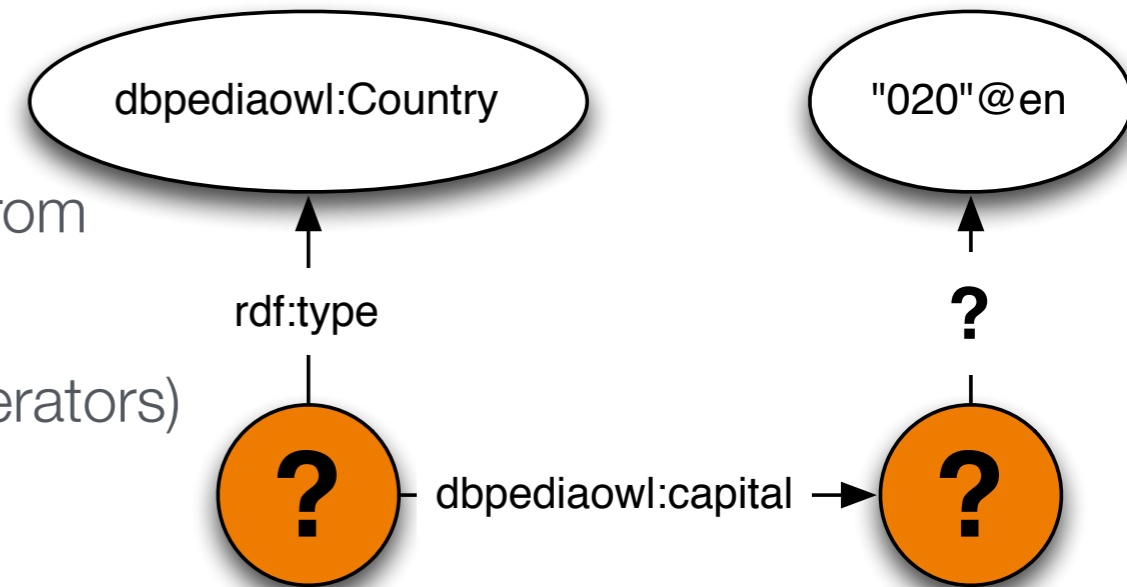 dbpediaowl:Country
"020"@en
rom
rdf:type
?
erators)
?
dbpediaowl:capital
?